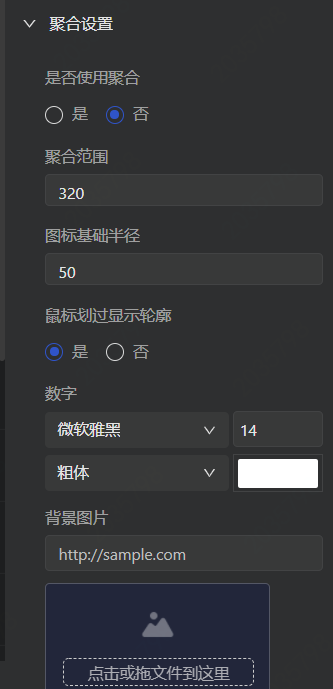 聚合设置
是否使用聚合
是 否
聚合范围
320
图标基础半径
50
鼠标划过显示轮廓
是 否
数字
微软雅黑 14
粗体
背景图片
http://sample.com
点击或拖文件到这里